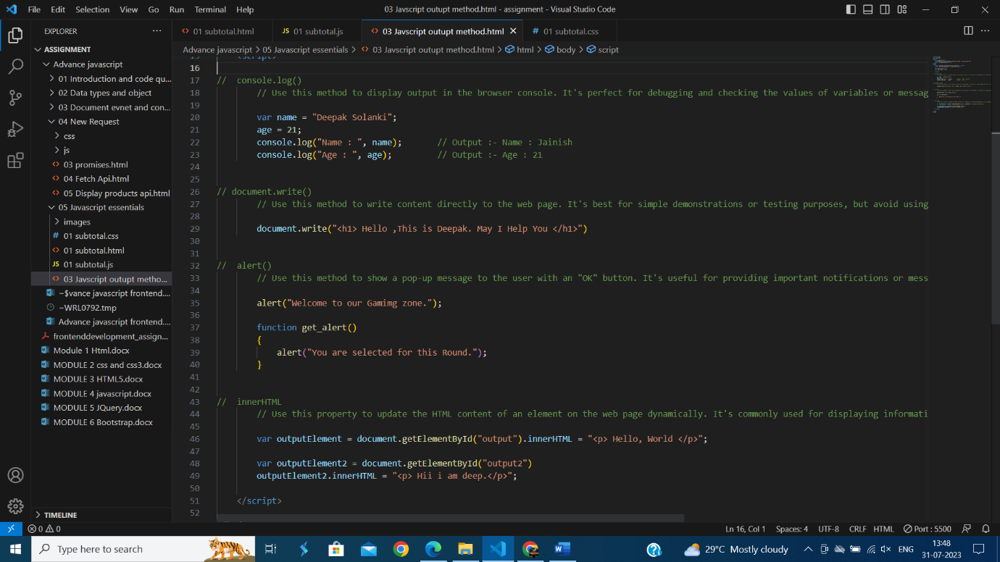 File Edit Selection View Go Run Terminal Help
03 Javscript outupt method.html - assignment - Visual Studio Code
EXPLORER
ASSIGNMENT
Advance javascript
01 Introduction and code qu...
02 Data types and object
03 Document evnet and con...
04 New Request
css
js
03 promises.html
04 Fetch Api.html
05 Display products api.html
05 Javascript essentials
images
# 01 subtotal.css
01 subtotal.html
JS 01 subtotal.js
03 Javscript outupt metho...
~$vance javascript frontend....
~WRL0792.tmp
Advance javascript frontend....
frontenddevelopment_assign...
Module 1 Html.docx
MODULE 2 css and css3.docx
MODULE 3 HTML5.docx
MODULE 4 javascript.docx
MODULE 5 JQuery.docx
MODULE 6 Bootstrap.docx
TIMELINE
01 subtotal.html JS 01 subtotal.js 03 Javscript outupt method.html # 01 subtotal.css
Advance javascript > 05 Javascript essentials > 03 Javscript outupt method.html > html > body > script
15 <script>
16
17 // console.log()
18 // Use this method to display output in the browser console. It's perfect for debugging and checking the values of variables or messag
19
20 var name = "Deepak Solanki";
21 age = 21;
22 console.log("Name : ", name); // Output :- Name : Jainish
23 console.log("Age : ", age); // Output :- Age : 21
24
25
26 // document.write()
27 // Use this method to write content directly to the web page. It's best for simple demonstrations or testing purposes, but avoid using
28
29 document.write("<h1> Hello ,This is Deepak. May I Help You </h1>")
30
31
32 // alert()
33 // Use this method to show a pop-up message to the user with an "OK" button. It's useful for providing important notifications or mess
34
35 alert("Welcome to our Gamimg zone.");
36
37 function get_alert()
38 {
39 alert("You are selected for this Round.");
40 }
41
42
43 // innerHTML
44 // Use this property to update the HTML content of an element on the web page dynamically. It's commonly used for displaying informati
45
46 var outputElement = document.getElementById("output").innerHTML = "<p> Hello, World </p>";
47
48 var outputElement2 = document.getElementById("output2")
49 outputElement2.innerHTML = "<p> Hii i am deep.</p>";
50
51 </script>
52
0 0
Ln 16, Col 1 Spaces: 4 UTF-8 CRLF HTML Port : 5500
Type here to search
29°C Mostly cloudy
ENG
13:48
31-07-2023